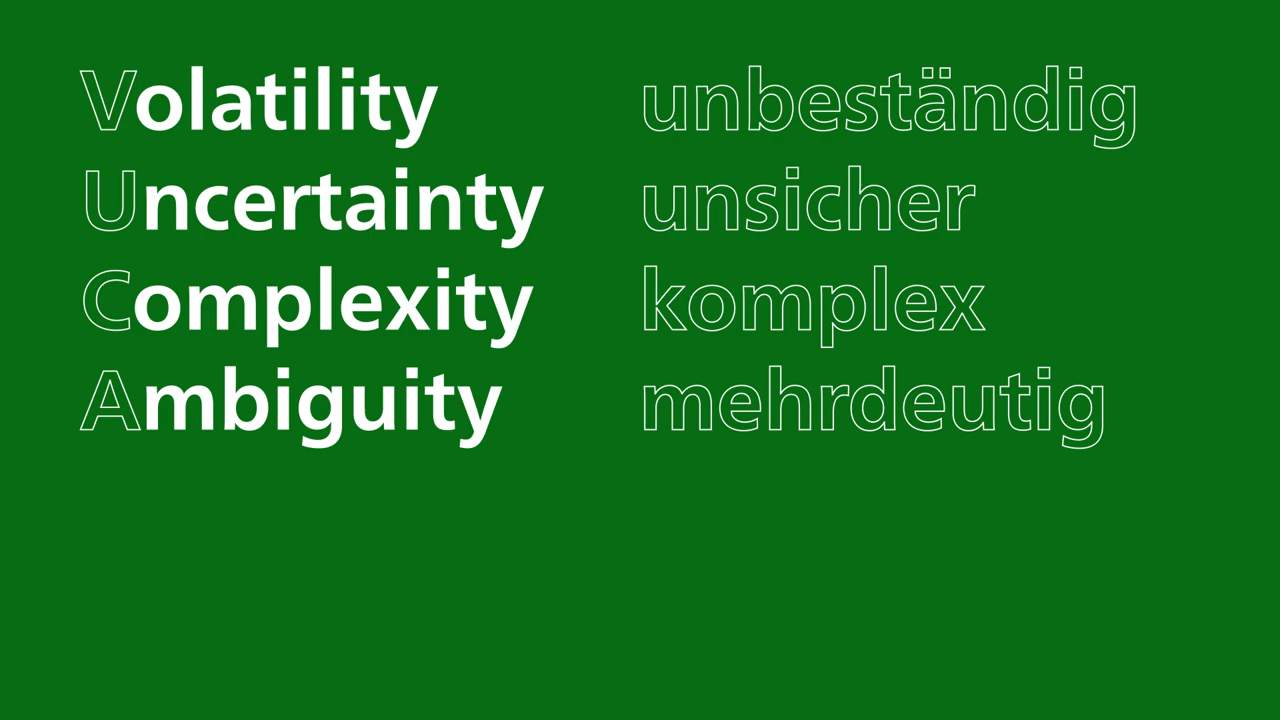 Volatility unbeständig
Uncertainty unsicher
Complexity komplex
Ambiguity mehrdeutig